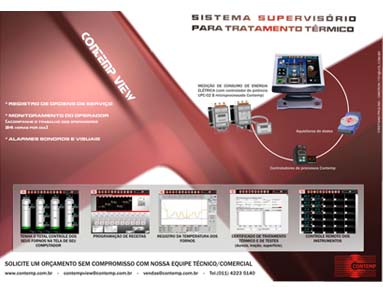 SISTEMA SUPERVISÓRIO
PARA TRATAMENTO TÉRMICO
CONTEMP VIEW
MEDIÇÃO DE CONSUMO DE ENERGIA
ELÉTRICA com controlador de potência
UPC-02 B microprocessado Contemp
• REGISTRO DE ORDENS DE SERVIÇO
• MONITORAMENTO DO OPERADOR
(acompanhe o trabalho dos operadores
24 horas por dia)
• ALARMES SONOROS E VISUAIS
Aquisitores de dados
Controladores de processos Contemp
TENHA O TOTAL CONTROLE DOS
SEUS FORNOS NA TELA DE SEU
COMPUTADOR
PROGRAMAÇÃO DE RECEITAS
REGISTRO DA TEMPERATURA DOS
FORNOS
CERTIFICADO DE TRATAMENTO
TÉRMICO E DE TESTES
(dureza, tração, superfície)
CONTROLE REMOTO DOS
INSTRUMENTOS
SOLICITE UM ORÇAMENTO SEM COMPROMISSO COM NOSSA EQUIPE TÉCNICO/COMERCIAL
www.contemp.com.br - contempview@contemp.com.br - vendas@contemp.com.br - Tel.(011) 4223 5140
CONTEMP